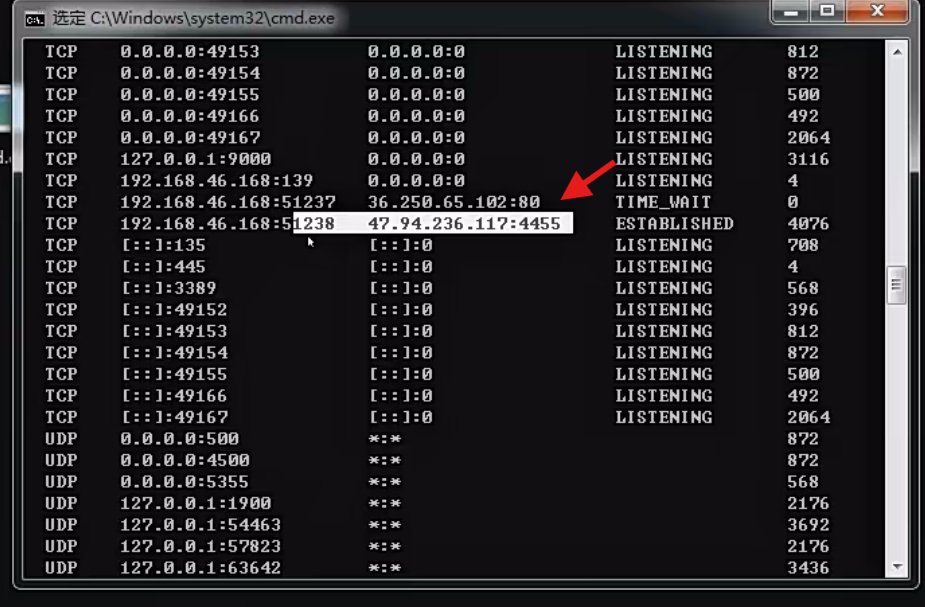 选定 C:\Windows\system32\cmd.exe
TCP 0.0.0.0:49153 0.0.0.0:0 LISTENING 812
TCP 0.0.0.0:49154 0.0.0.0:0 LISTENING 872
TCP 0.0.0.0:49155 0.0.0.0:0 LISTENING 500
TCP 0.0.0.0:49166 0.0.0.0:0 LISTENING 492
TCP 0.0.0.0:49167 0.0.0.0:0 LISTENING 2064
TCP 127.0.0.1:9000 0.0.0.0:0 LISTENING 3116
TCP 192.168.46.168:139 0.0.0.0:0 LISTENING 4
TCP 192.168.46.168:51237 36.250.65.102:80 TIME_WAIT 0
TCP 192.168.46.168:51238 47.94.236.117:4455 ESTABLISHED 4076
TCP [::]:135 [::]:0 LISTENING 708
TCP [::]:445 [::]:0 LISTENING 4
TCP [::]:3389 [::]:0 LISTENING 568
TCP [::]:49152 [::]:0 LISTENING 396
TCP [::]:49153 [::]:0 LISTENING 812
TCP [::]:49154 [::]:0 LISTENING 872
TCP [::]:49155 [::]:0 LISTENING 500
TCP [::]:49166 [::]:0 LISTENING 492
TCP [::]:49167 [::]:0 LISTENING 2064
UDP 0.0.0.0:500 *:* 872
UDP 0.0.0.0:4500 *:* 872
UDP 0.0.0.0:5355 *:* 568
UDP 127.0.0.1:1900 *:* 2176
UDP 127.0.0.1:54463 *:* 3692
UDP 127.0.0.1:57823 *:* 2176
UDP 127.0.0.1:63642 *:* 3436